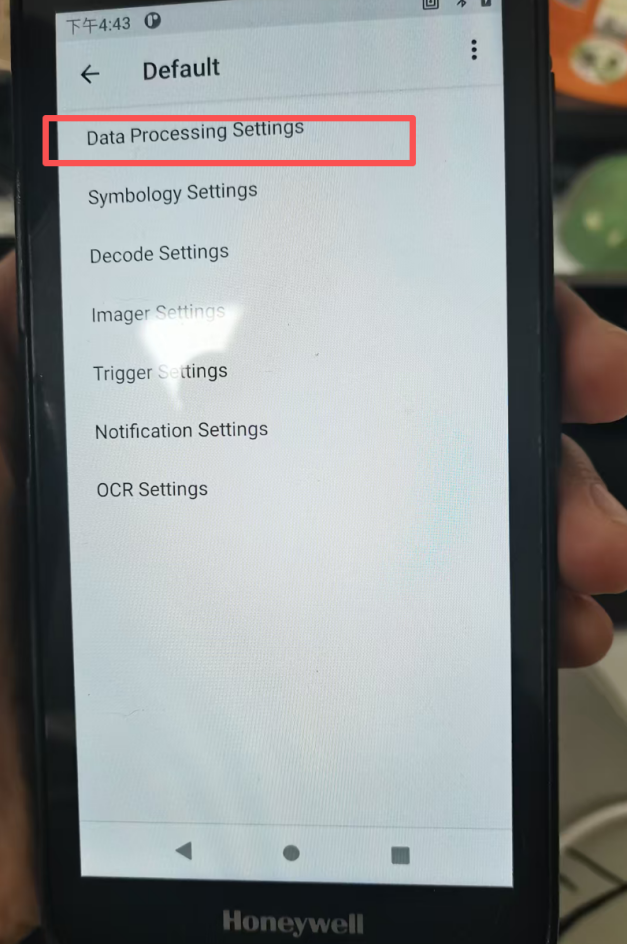 下午4:43
Default
Data Processing Settings
Symbology Settings
Decode Settings
Imager Settings
Trigger Settings
Notification Settings
OCR Settings
Honeywell